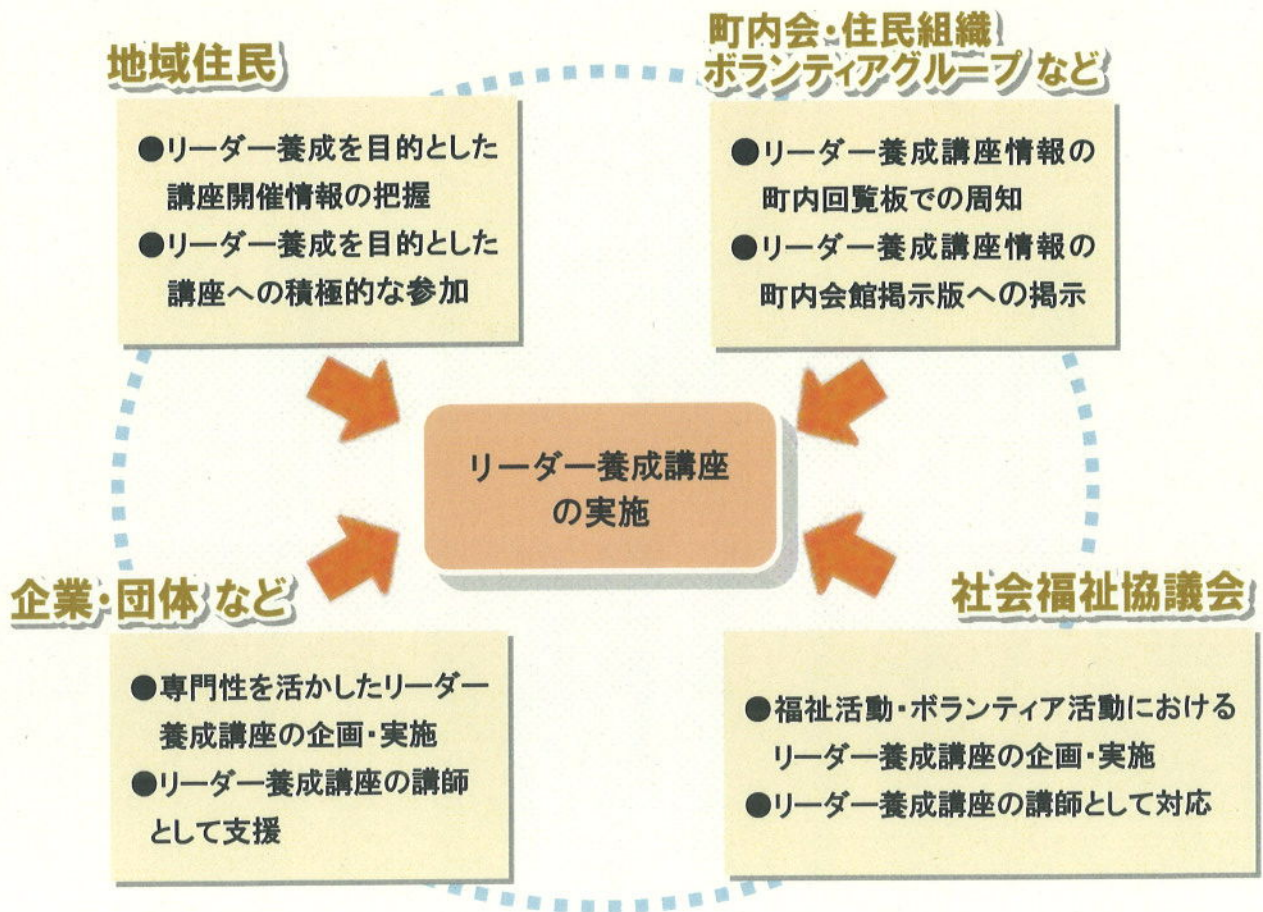 地域住民
●リーダー養成を目的とした
講座開催情報の把握
●リーダー養成を目的とした
講座への積極的な参加
町内会・住民組織
ボランティアグループ など
●リーダー養成講座情報の
町内回覧板での周知
●リーダー養成講座情報の
町内会館掲示版への掲示
リーダー養成講座
の実施
企業・団体 など
●専門性を活かしたリーダー
養成講座の企画・実施
●リーダー養成講座の講師
として支援
社会福祉協議会
●福祉活動・ボランティア活動における
リーダー養成講座の企画・実施
●リーダー養成講座の講師として対応